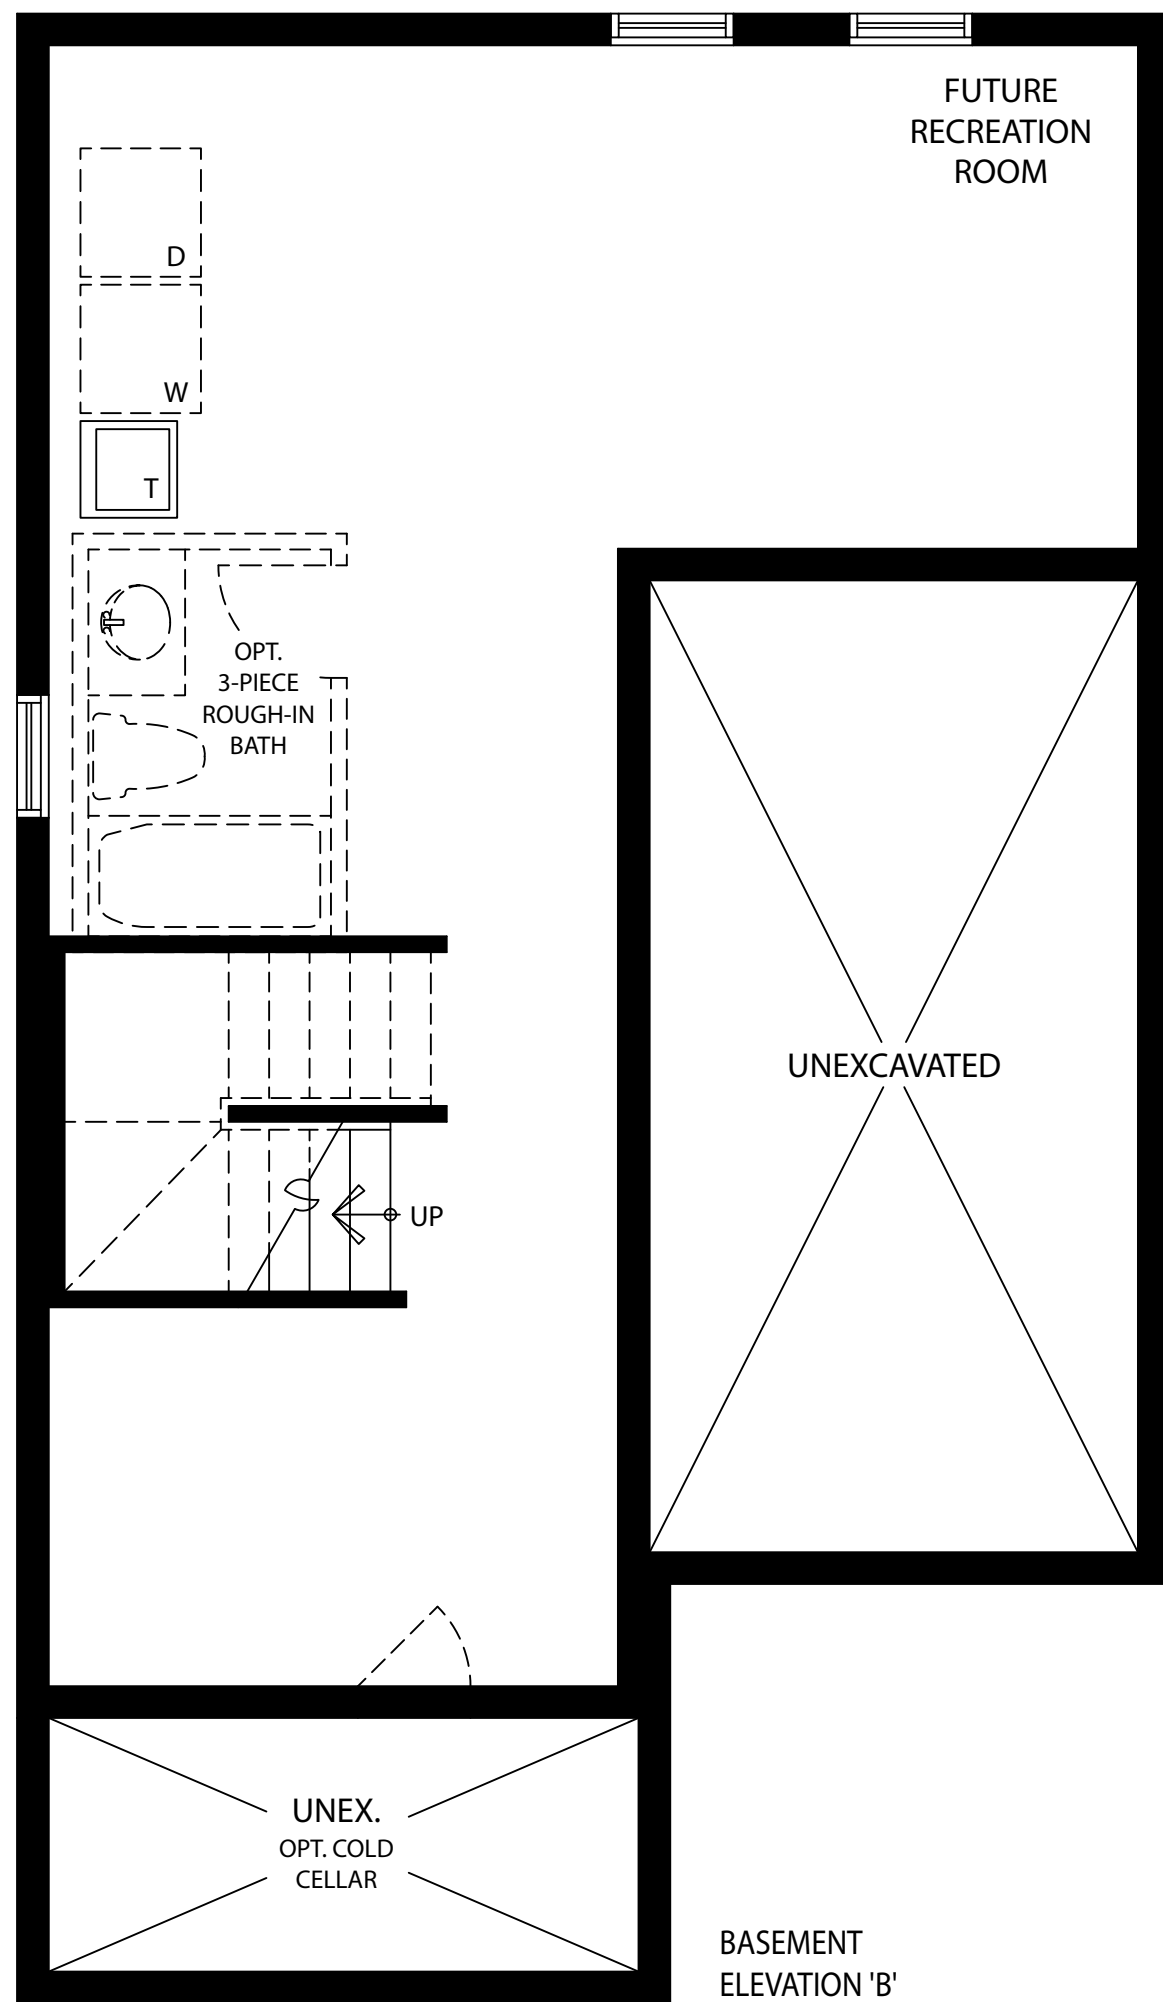 FUTURE
RECREATION
ROOM
D
W
T
OPT.
3-PIECE
ROUGH-IN
BATH
UNEXCAVATED
UP
UNEX.
OPT. COLD
CELLAR
BASEMENT
ELEVATION 'B'